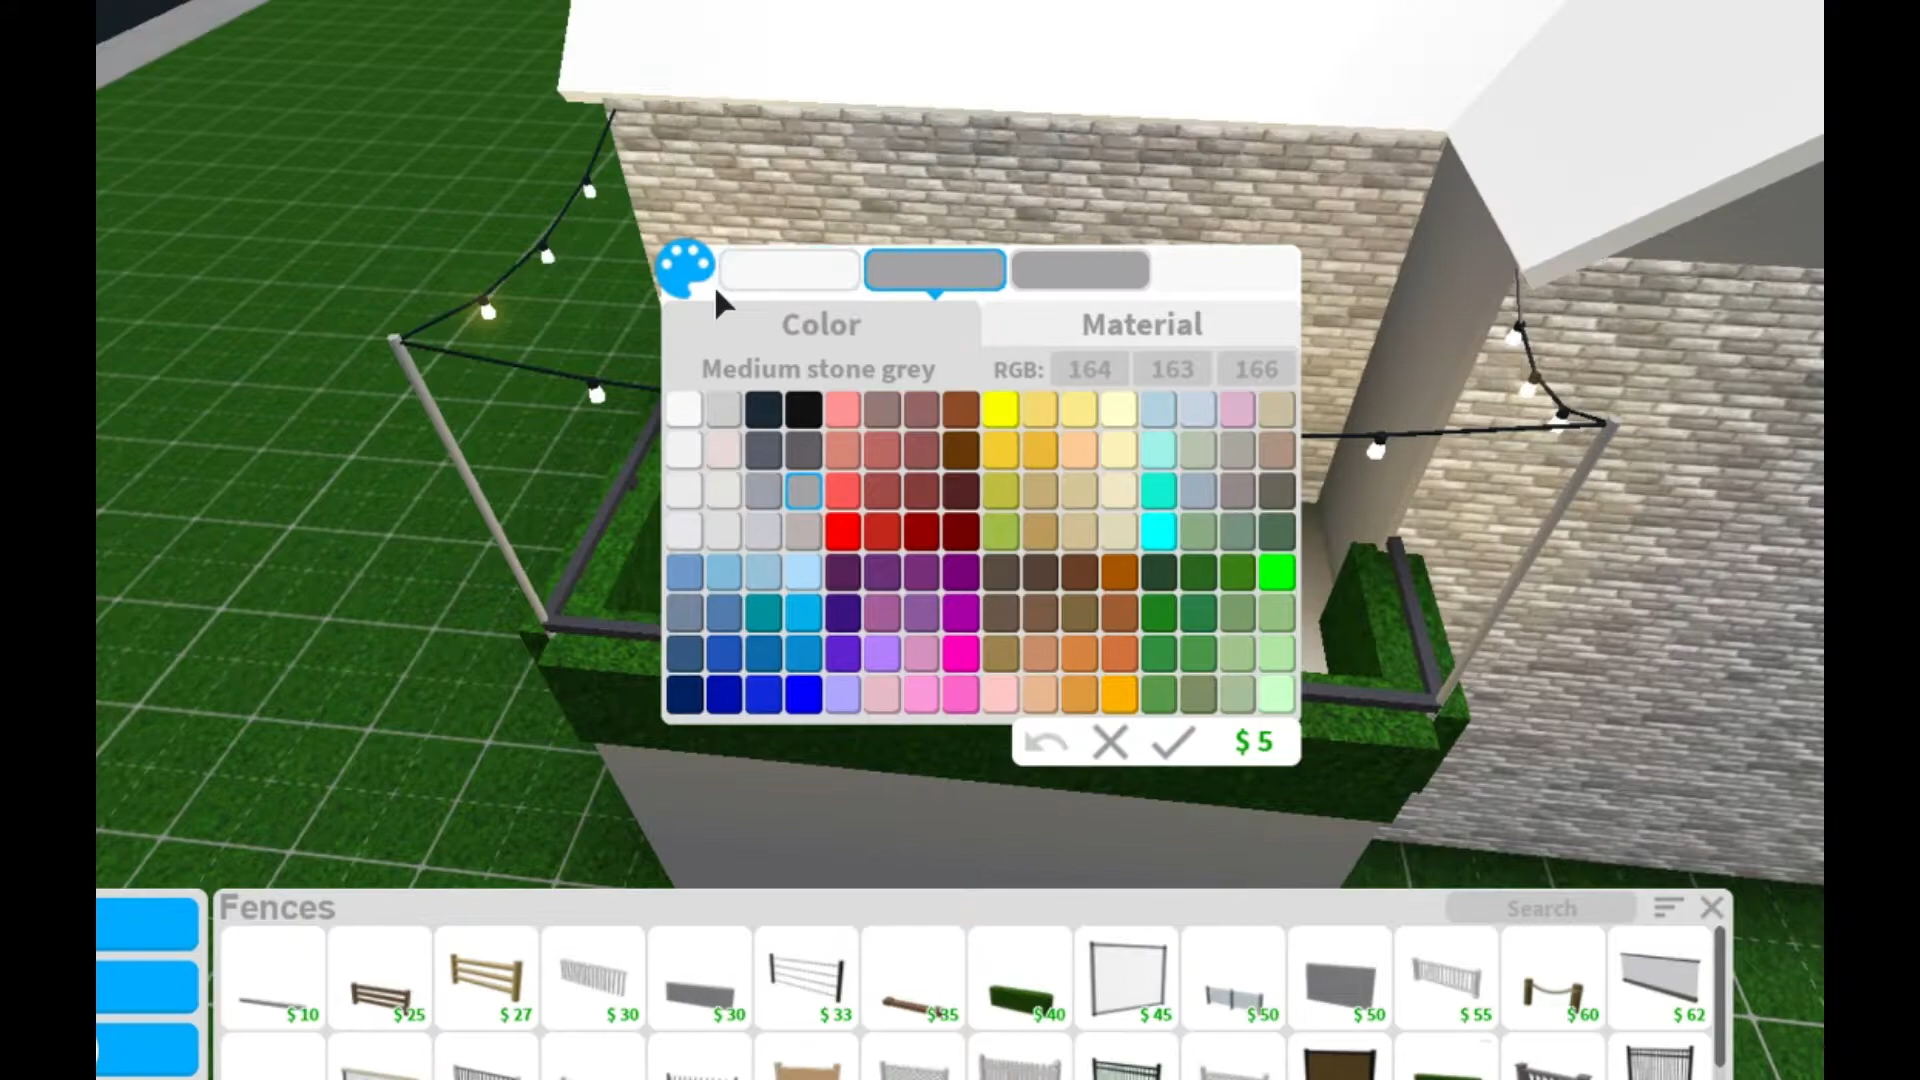 Color Material
Medium stone grey RGB: 164 163 166
$ 5
Fences Search
$ 10 $ 25 $ 27 $ 30 $ 30 $ 33 $ 35 $ 40 $ 45 $ 50 $ 50 $ 55 $ 60 $ 62